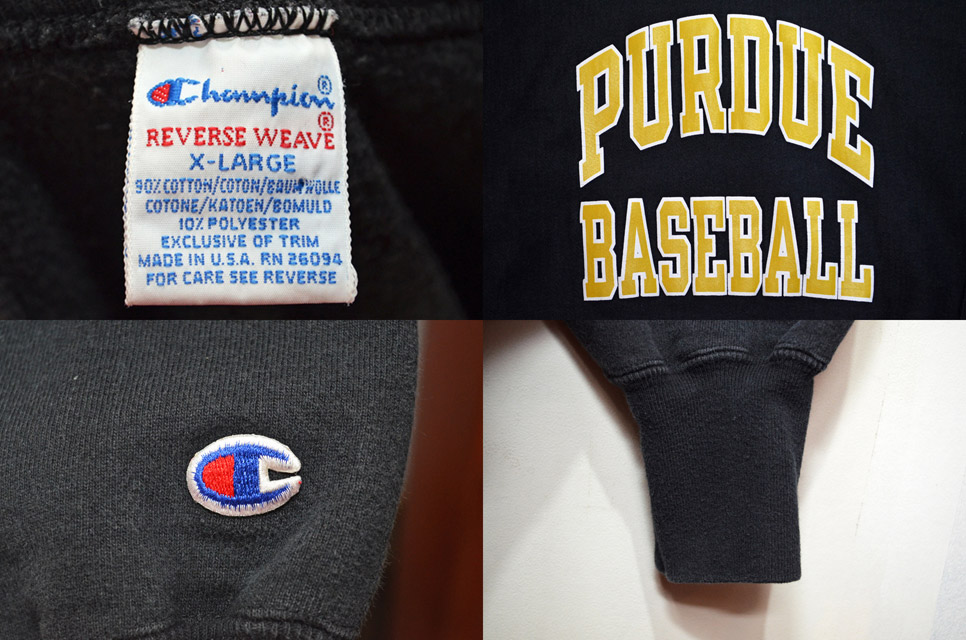 Champion®
REVERSE WEAVE®
X-LARGE
90% COTTON/COTON/BAUMWOLLE
COTONE/KATOEN/BOMULD
10% POLYESTER
EXCLUSIVE OF TRIM
MADE IN U.S.A. RN 26094
FOR CARE SEE REVERSE
PURDUE
BASEBALL